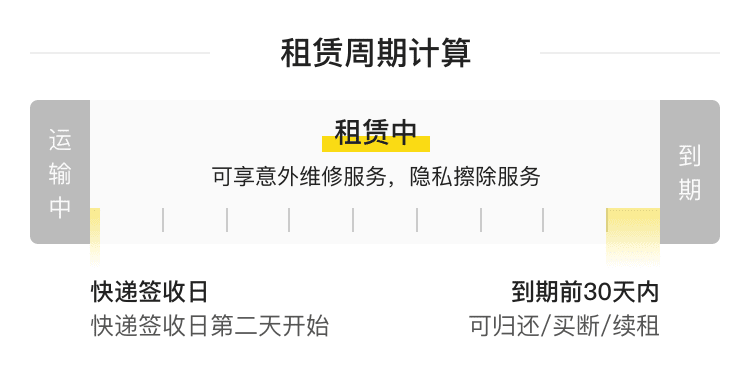 租赁周期计算
运输中
租赁中
可享意外维修服务，隐私擦除服务
到期
快递签收日
快递签收日第二天开始
到期前30天内
可归还/买断/续租